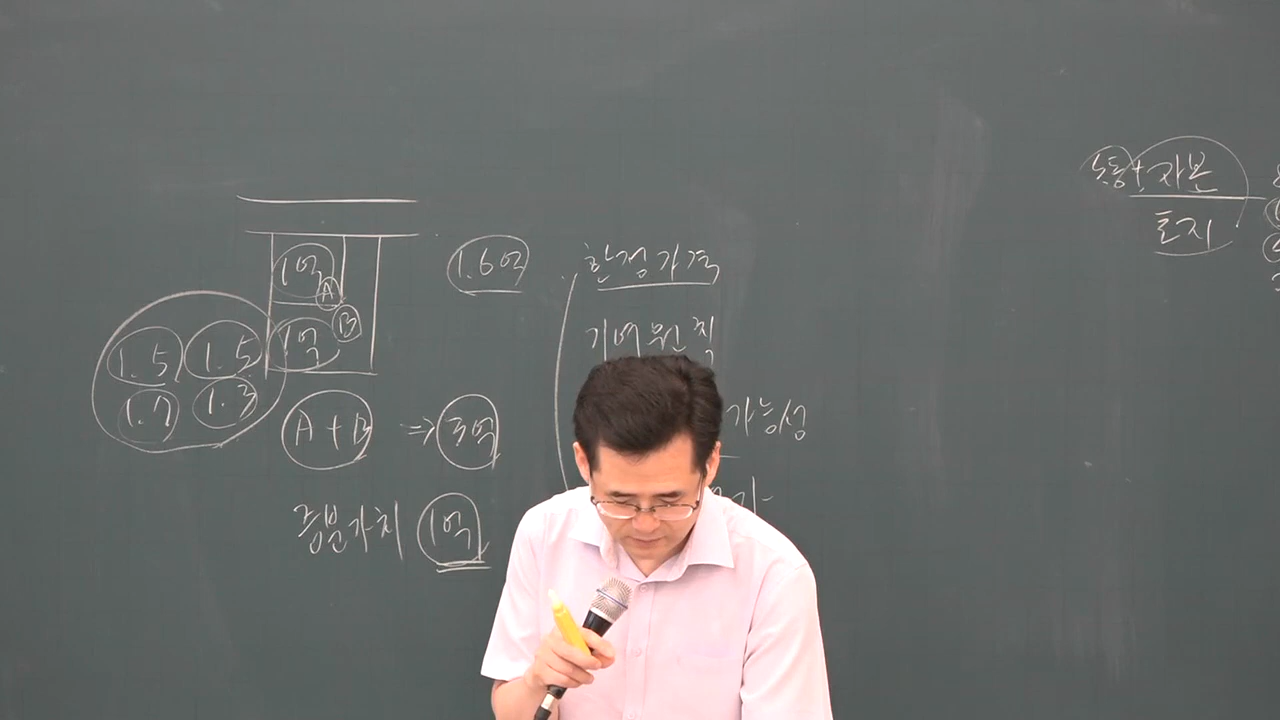 1억
A
1.6억
한정가격
1억
B
1.5 1.5
1.7 1.3
기여원칙
A + B ⇒ 3억
가능성
증분가치 1억
가
노동 + 자본
토지